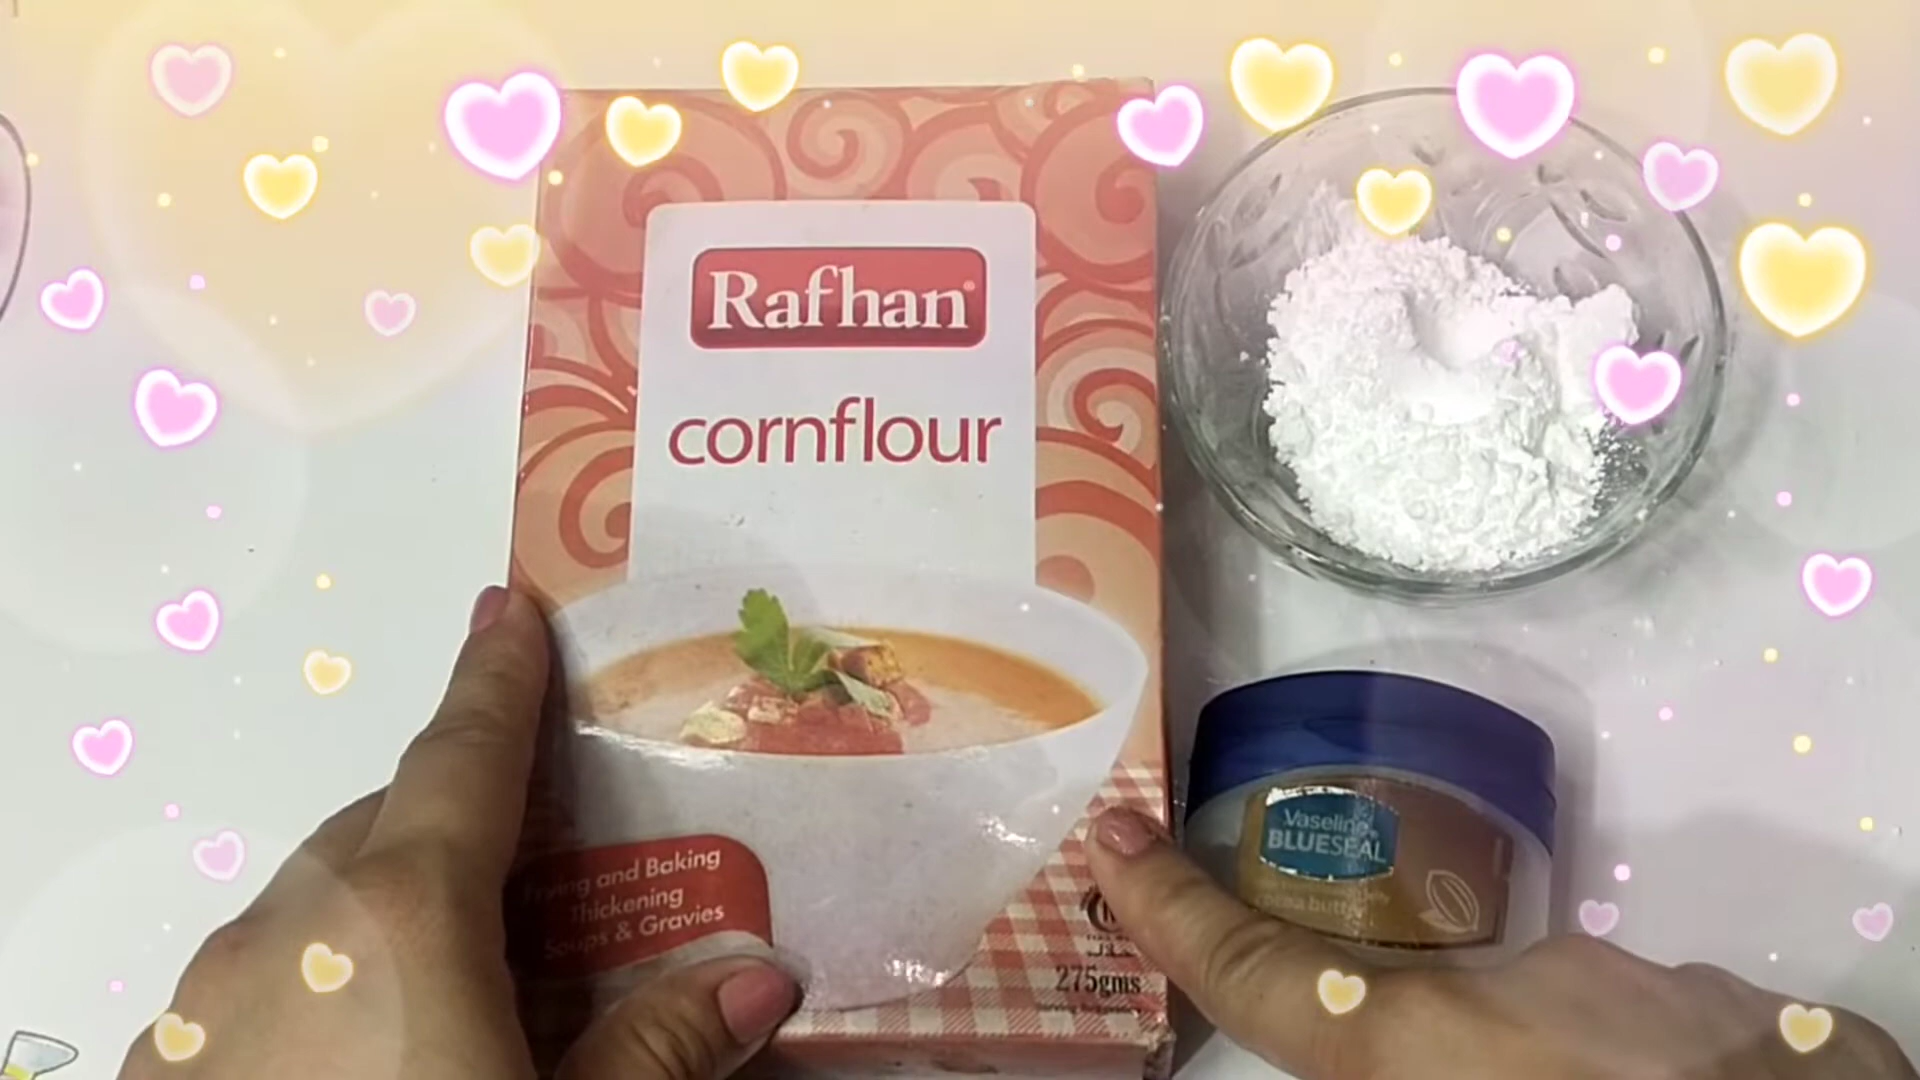 Rafhan®
cornflour
Frying and Baking
Thickening
Soups & Gravies
275gms
Vaseline®
BLUESEAL
cocoa butter